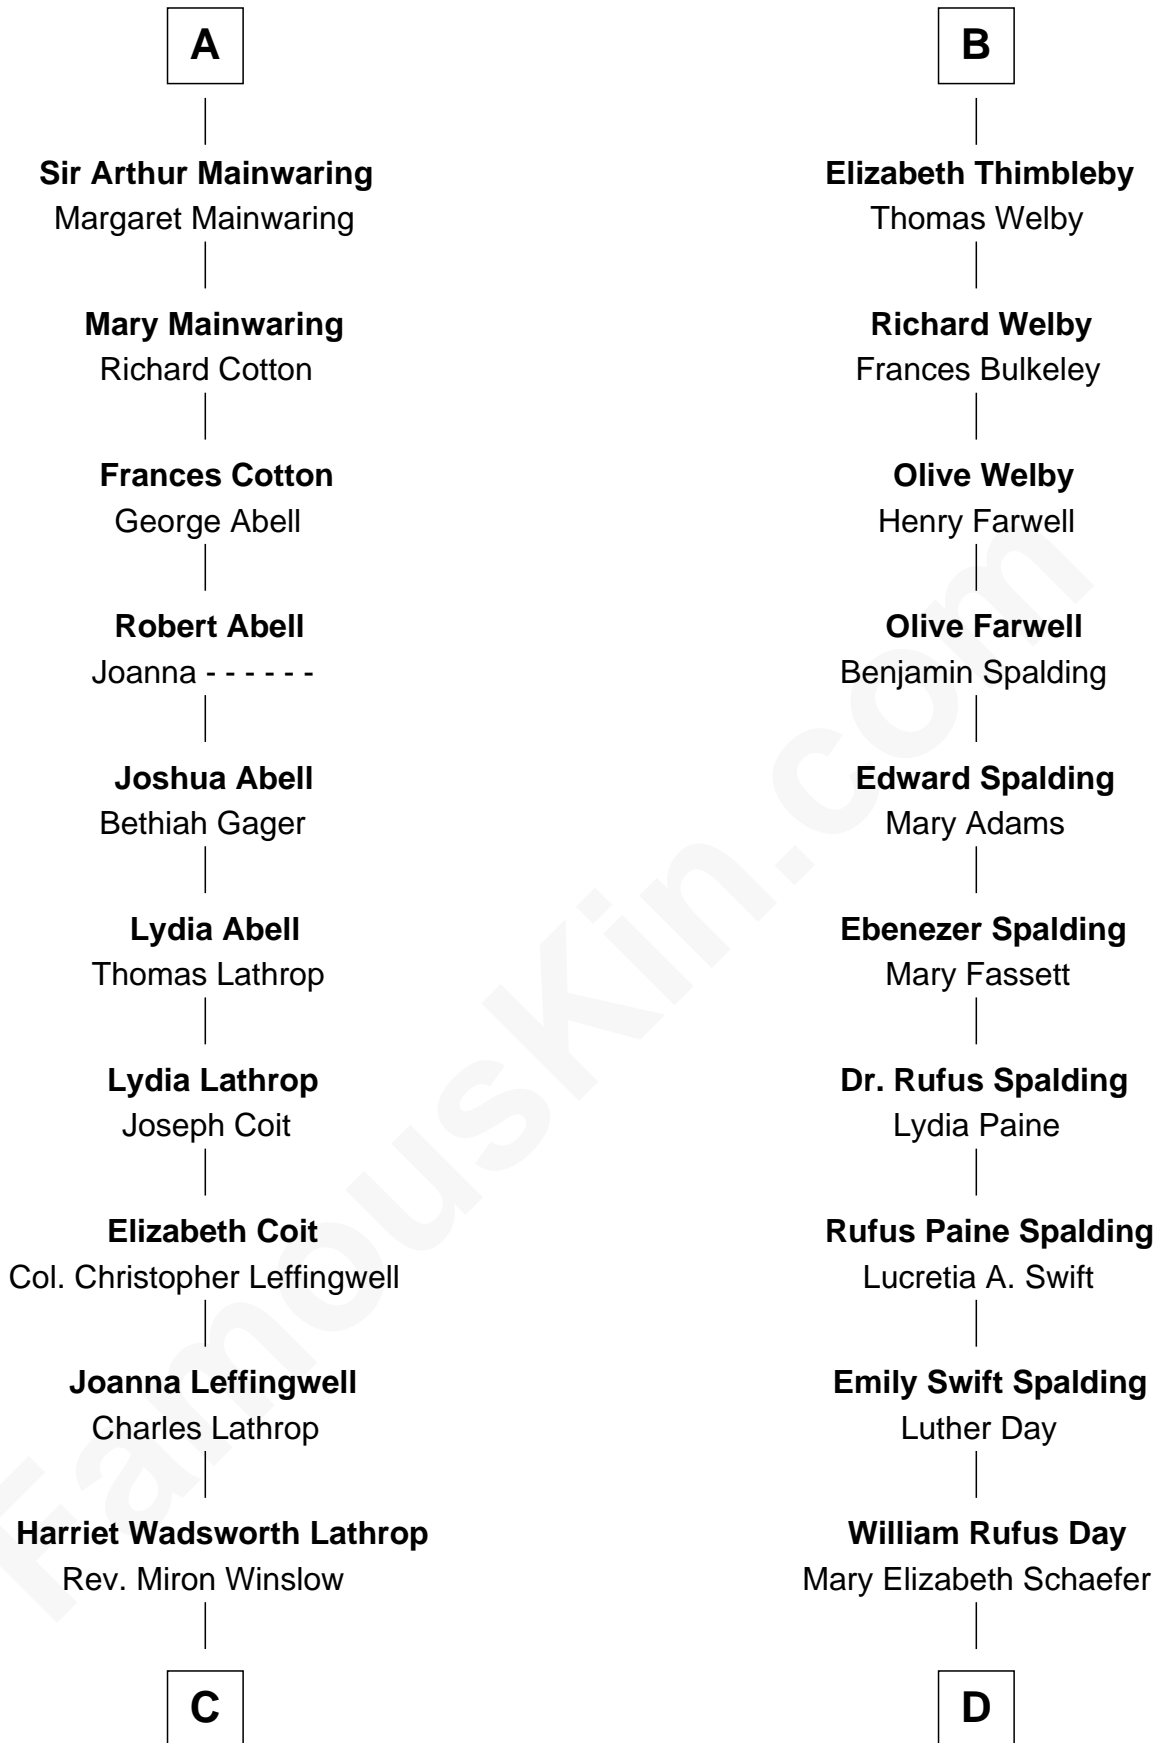 A
Sir Arthur Mainwaring
Margaret Mainwaring
Mary Mainwaring
Richard Cotton
Frances Cotton
George Abell
Robert Abell
Joanna - - - - - -
Joshua Abell
Bethiah Gager
Lydia Abell
Thomas Lathrop
Lydia Lathrop
Joseph Coit
Elizabeth Coit
Col. Christopher Leffingwell
Joanna Leffingwell
Charles Lathrop
Harriet Wadsworth Lathrop
Rev. Miron Winslow
C
B
Elizabeth Thimbleby
Thomas Welby
Richard Welby
Frances Bulkeley
Olive Welby
Henry Farwell
Olive Farwell
Benjamin Spalding
Edward Spalding
Mary Adams
Ebenezer Spalding
Mary Fassett
Dr. Rufus Spalding
Lydia Paine
Rufus Paine Spalding
Lucretia A. Swift
Emily Swift Spalding
Luther Day
William Rufus Day
Mary Elizabeth Schaefer
D
FamousKin.com